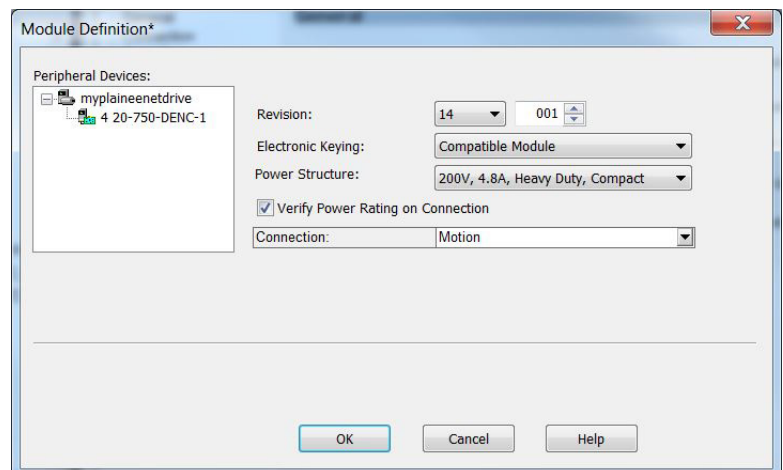 Module Definition*
Peripheral Devices:
myplaineenetdrive
4 20-750-DENC-1
Revision: 14 001
Electronic Keying: Compatible Module
Power Structure: 200V, 4.8A, Heavy Duty, Compact
Verify Power Rating on Connection
Connection: Motion
OK Cancel Help